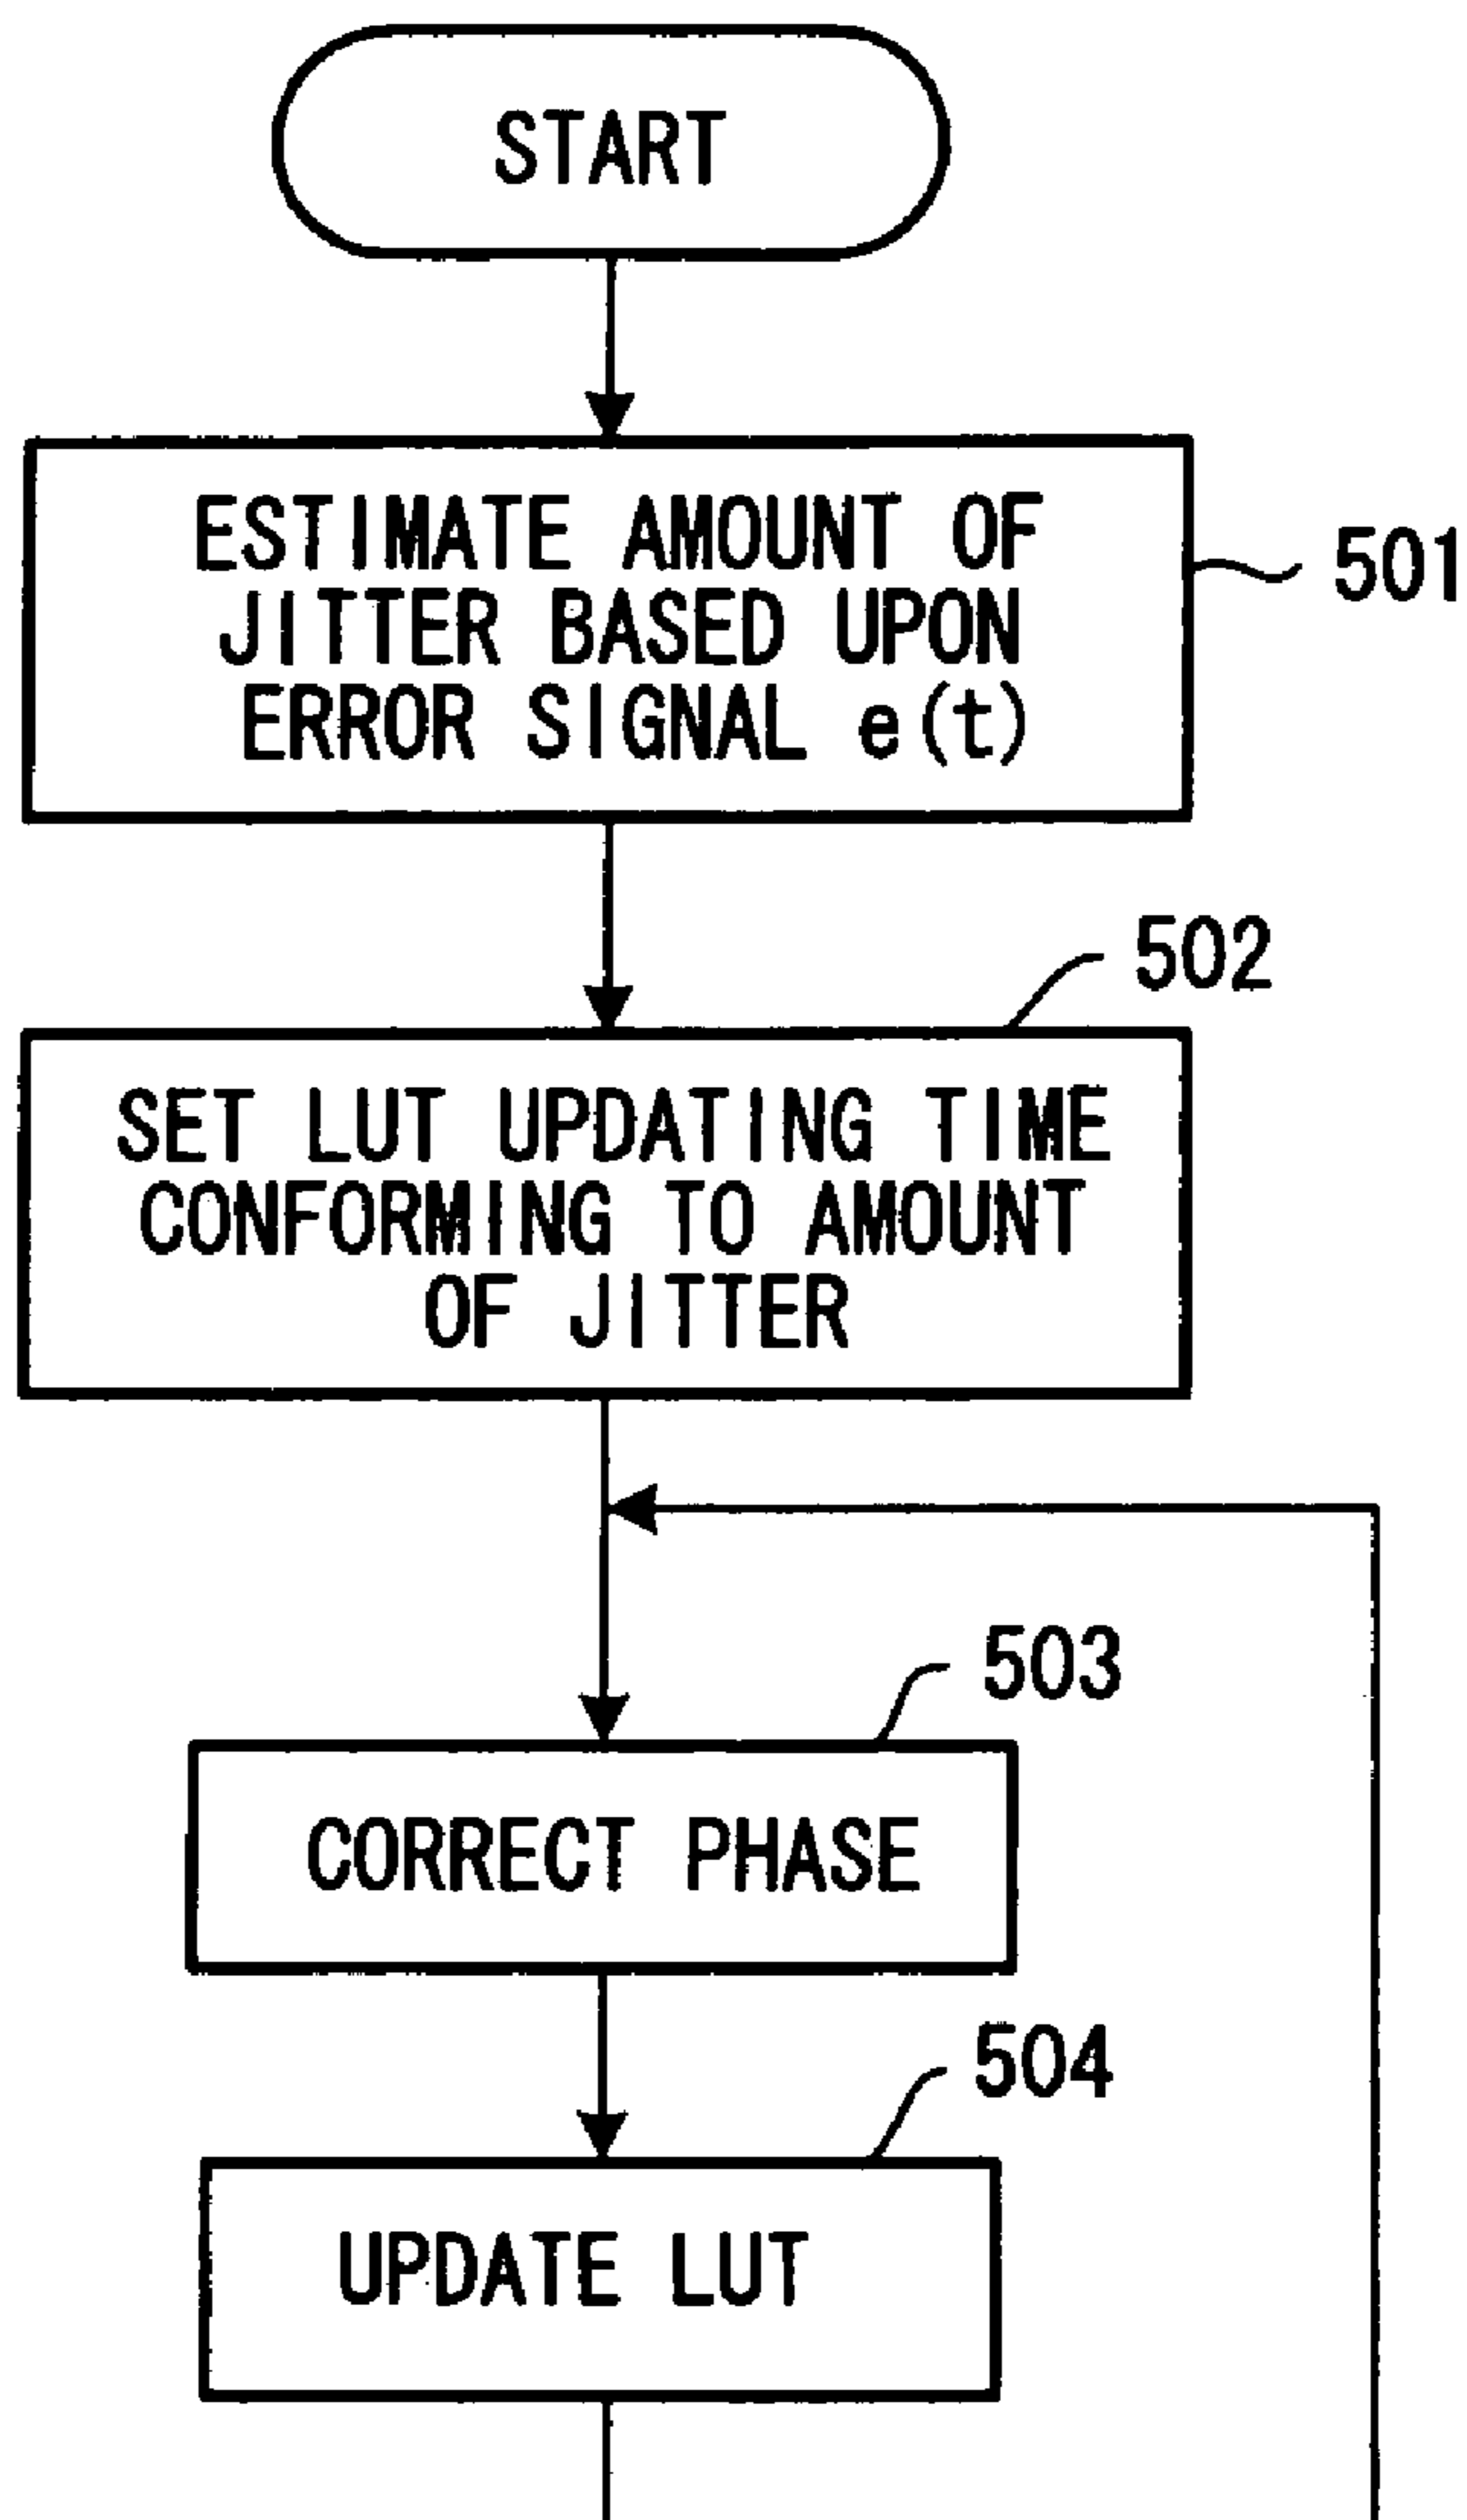 START
ESTIMATE AMOUNT OF
JITTER BASED UPON
ERROR SIGNAL e(t)
501
502
SET LUT UPDATING TIME
CONFORMING TO AMOUNT
OF JITTER
503
CORRECT PHASE
504
UPDATE LUT